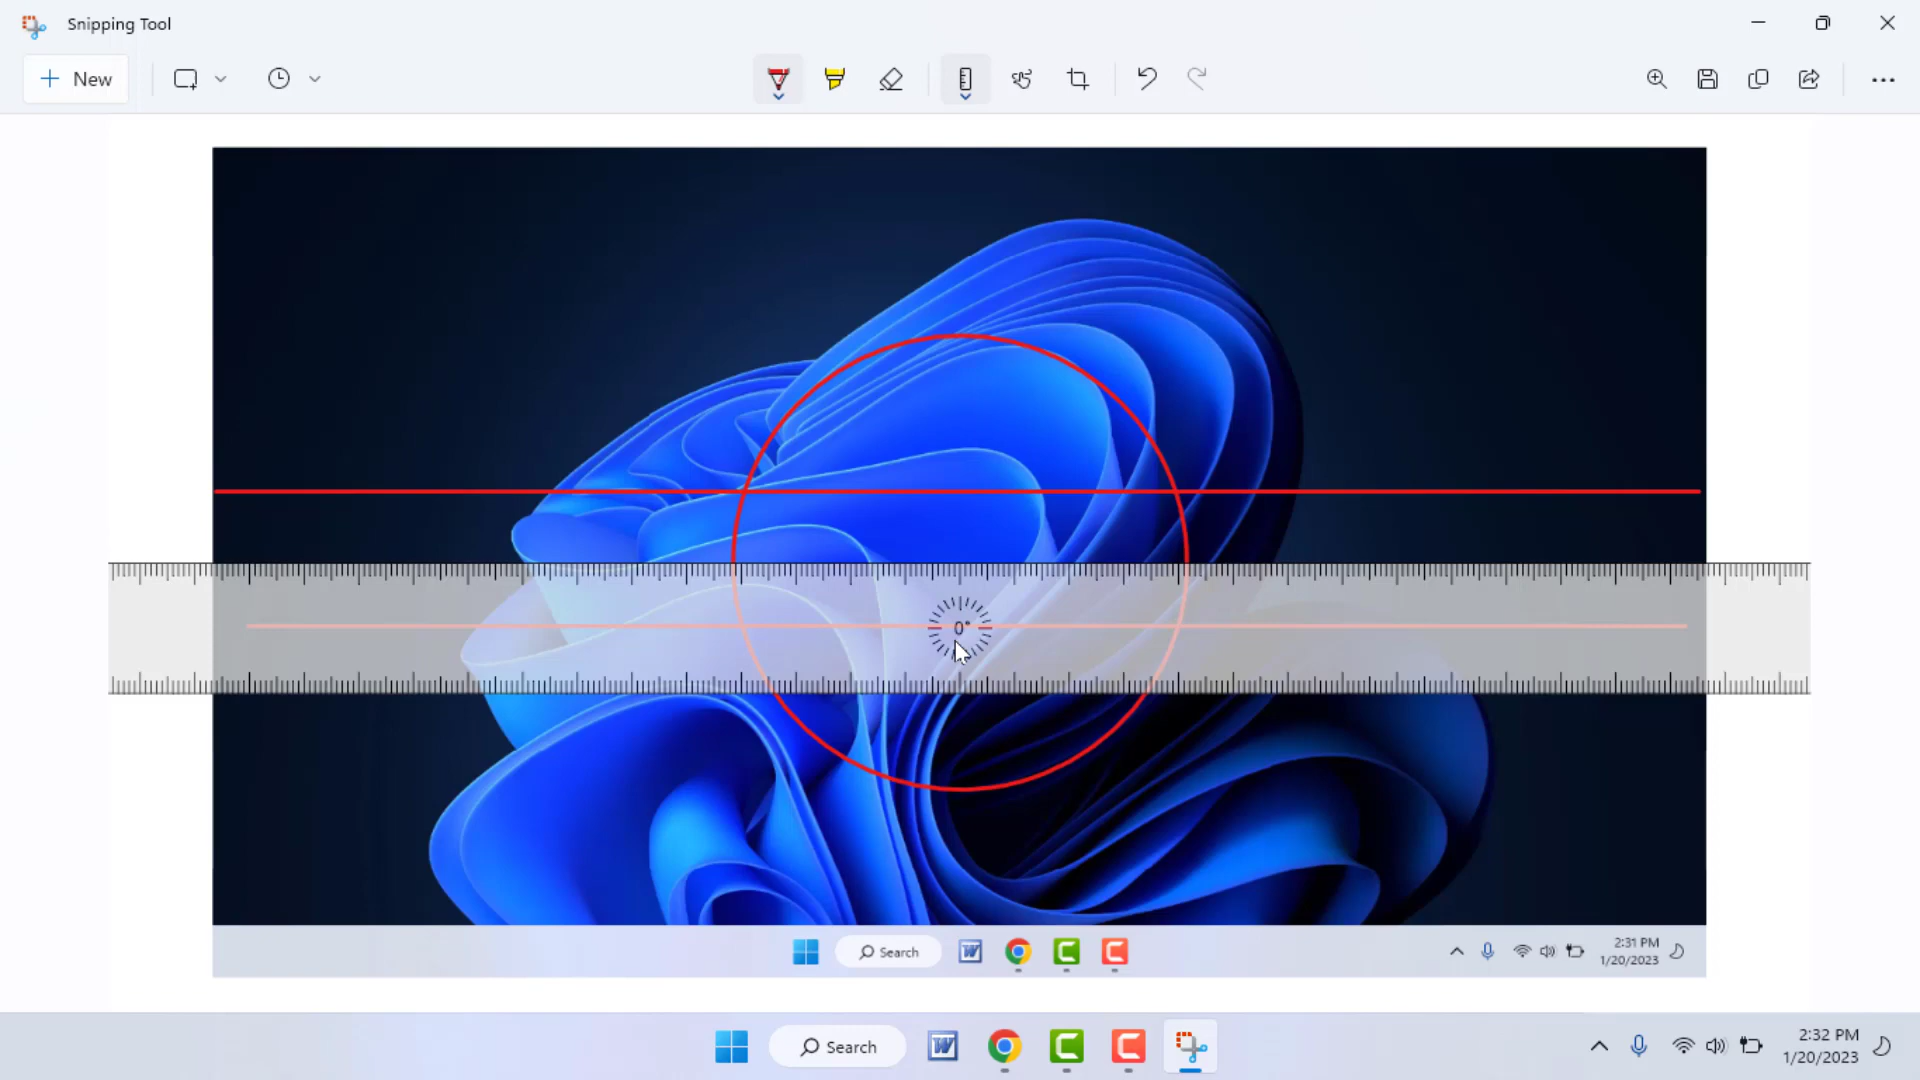 Snipping Tool
New
0°
Search
2:31 PM
1/20/2023
Search
2:32 PM
1/20/2023